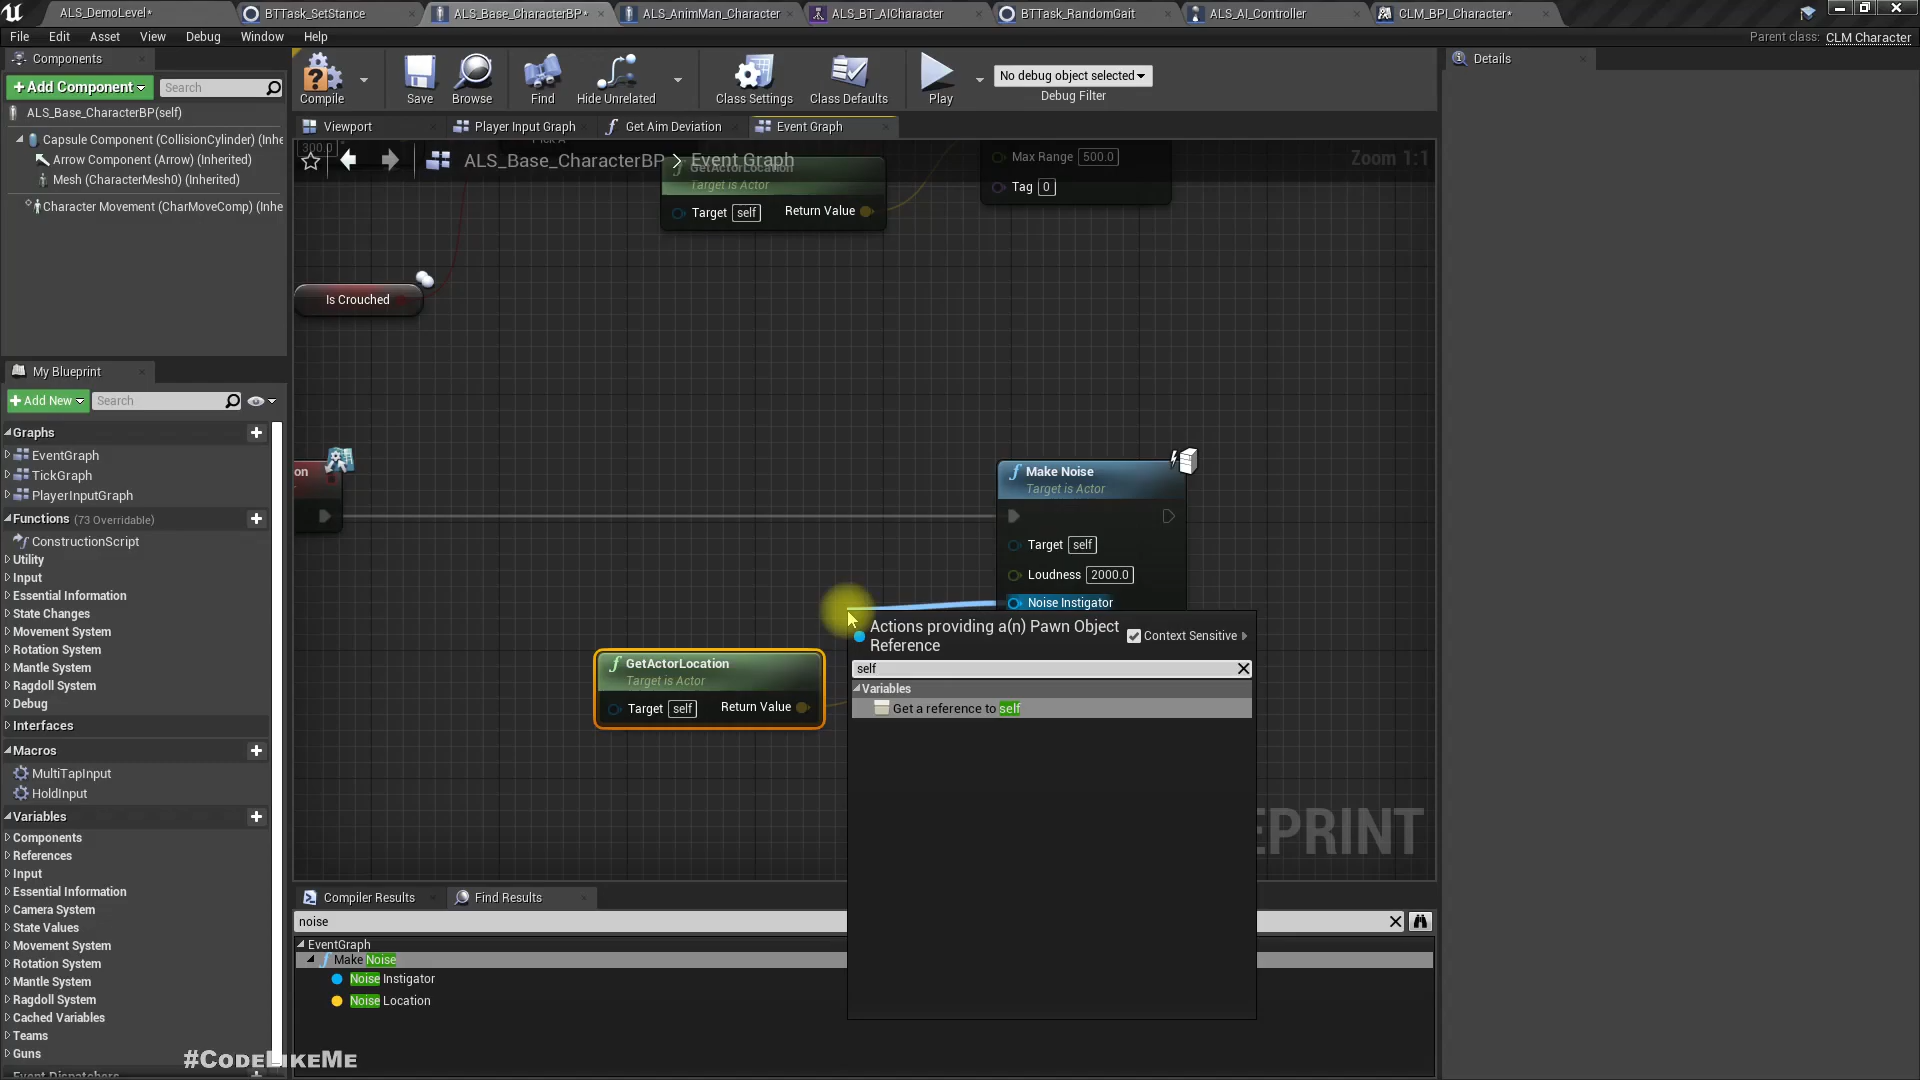 ALS_DemoLevel*
BTTask_SetStance
ALS_Base_CharacterBP*
ALS_AnimMan_Character
ALS_BT_AICharacter
BTTask_RandomGait
ALS_AI_Controller
CLM_BPI_Character*
File Edit Asset View Debug Window Help
Parent class: CLM Character
Components
Add Component
Search
ALS_Base_CharacterBP(self)
Capsule Component (CollisionCylinder) (Inhe
Arrow Component (Arrow) (Inherited)
Mesh (CharacterMesh0) (Inherited)
Character Movement (CharMoveComp) (Inhe
Compile
Save
Browse
Find
Hide Unrelated
Class Settings
Class Defaults
Play
No debug object selected
Debug Filter
Details
Viewport
Player Input Graph
Get Aim Deviation
Event Graph
300.0
Pick A
ALS_Base_CharacterBP > Event Graph
Zoom 1:1
GetActorLocation
Target is Actor
Target self
Return Value
Max Range 500.0
Tag 0
Is Crouched
on
Make Noise
Target is Actor
Target self
Loudness 2000.0
Noise Instigator
GetActorLocation
Target is Actor
Target self
Return Value
Actions providing a(n) Pawn Object
Reference
Context Sensitive
self
Variables
Get a reference to self
EPRINT
My Blueprint
Add New
Search
Graphs
EventGraph
TickGraph
PlayerInputGraph
Functions (73 Overridable)
ConstructionScript
Utility
Input
Essential Information
State Changes
Movement System
Rotation System
Mantle System
Ragdoll System
Debug
Interfaces
Macros
MultiTapInput
HoldInput
Variables
Components
References
Input
Essential Information
Camera System
State Values
Movement System
Rotation System
Mantle System
Ragdoll System
Cached Variables
Teams
Guns
Event Dispatchers
Compiler Results
Find Results
noise
EventGraph
Make Noise
Noise Instigator
Noise Location
#CodeLikeMe